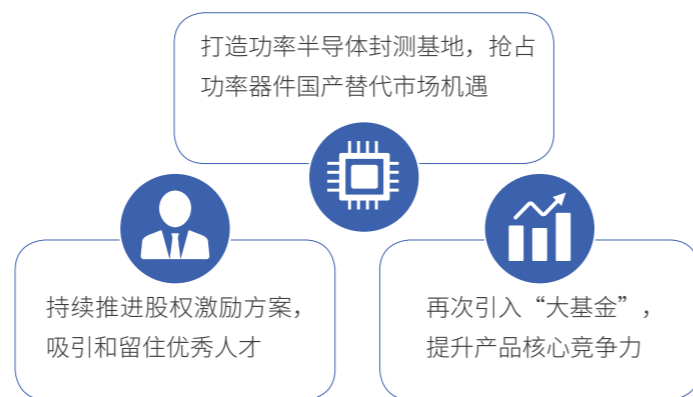 打造功率半导体封测基地，抢占
功率器件国产替代市场机遇
持续推进股权激励方案，
吸引和留住优秀人才
再次引入“大基金”，
提升产品核心竞争力